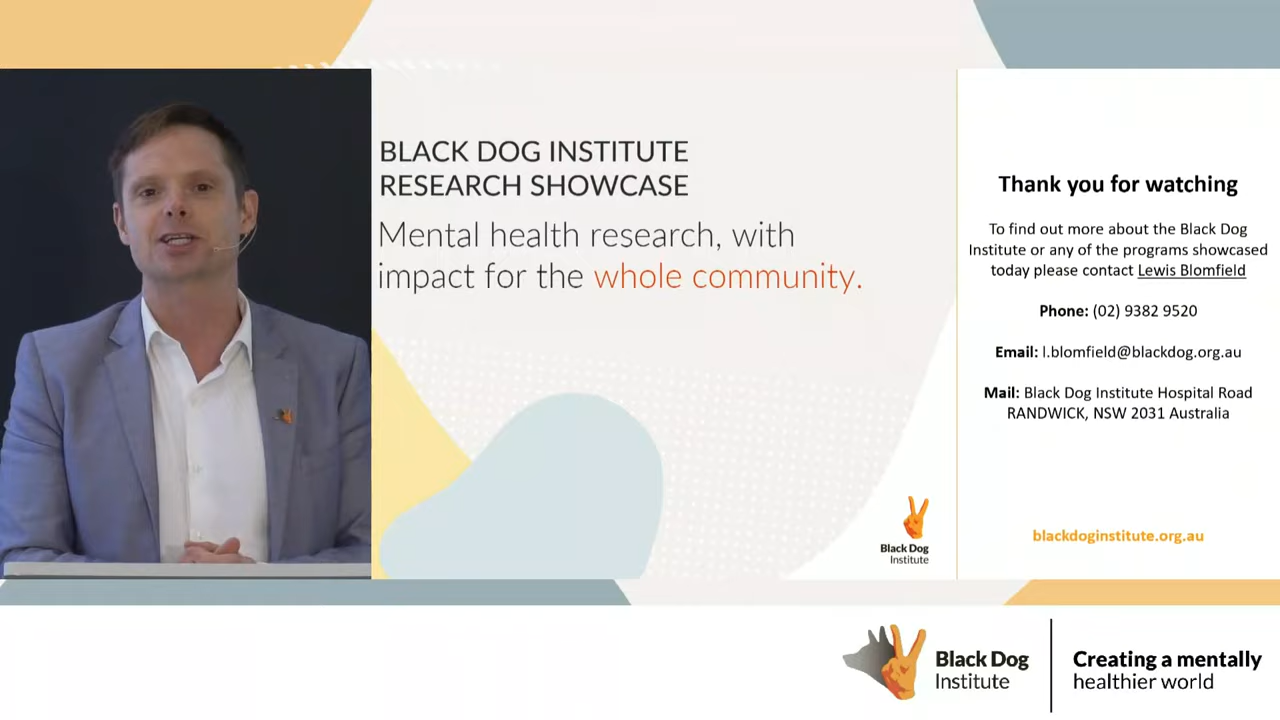 BLACK DOG INSTITUTE
RESEARCH SHOWCASE
Mental health research, with
impact for the whole community.
Black Dog
Institute
Thank you for watching
To find out more about the Black Dog
Institute or any of the programs showcased
today please contact Lewis Blomfield
Phone: (02) 9382 9520
Email: l.blomfield@blackdog.org.au
Mail: Black Dog Institute Hospital Road
RANDWICK, NSW 2031 Australia
blackdoginstitute.org.au
Black Dog
Institute
Creating a mentally
healthier world